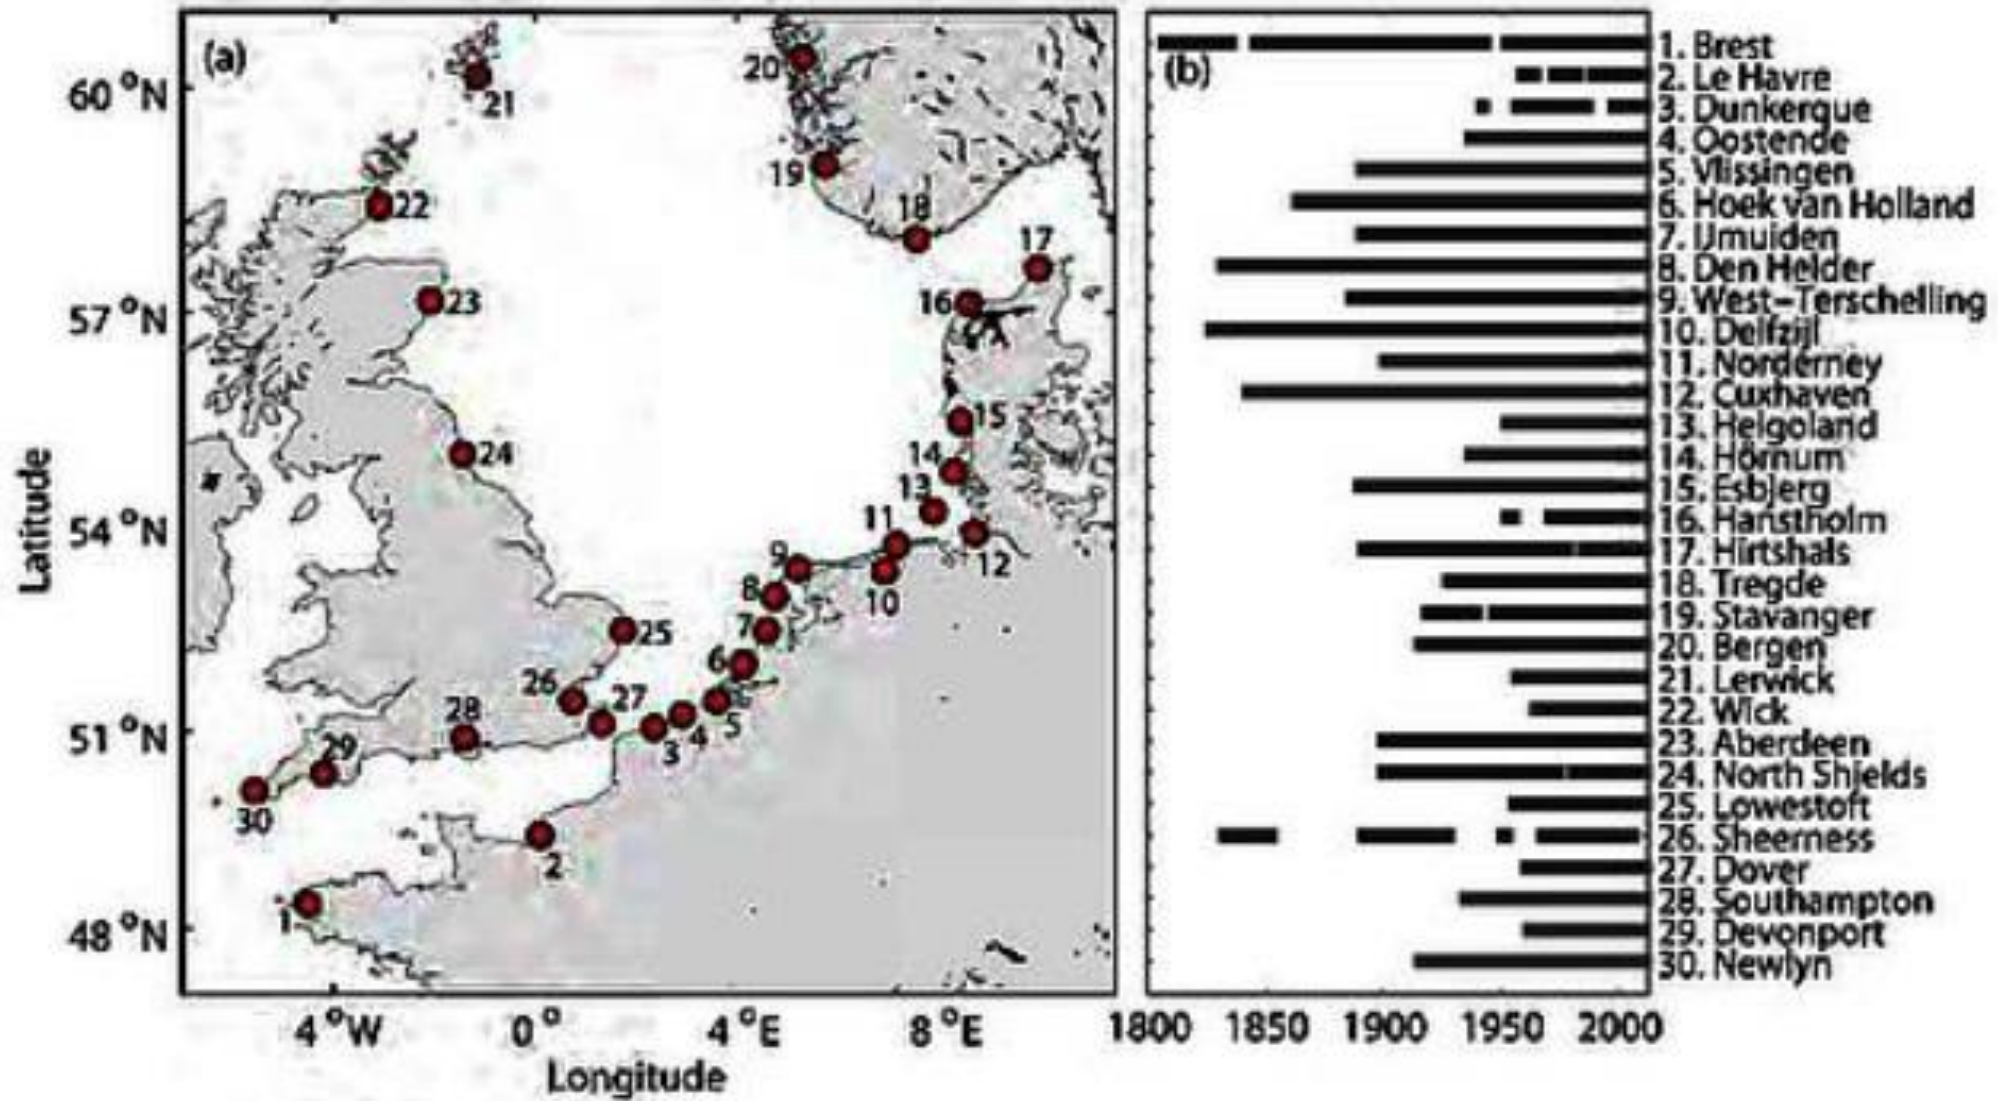 (a)
60 °N
57 °N
54 °N
51 °N
48 °N
Latitude
4 °W
0 °
4 °E
8 °E
Longitude
20
21
19
22
18
17
23
16
15
24
14
13
11
9
12
8
10
25
7
6
26
27
28
5
4
3
29
30
2
1
(b)
1. Brest
2. Le Havre
3. Dunkerque
4. Oostende
5. Vlissingen
6. Hoek van Holland
7. IJmuiden
8. Den Helder
9. West-Terschelling
10. Delfzijl
11. Norderney
12. Cuxhaven
13. Helgoland
14. Hörnum
15. Esbjerg
16. Hanstholm
17. Hirtshals
18. Tregde
19. Stavanger
20. Bergen
21. Lerwick
22. Wick
23. Aberdeen
24. North Shields
25. Lowestoft
26. Sheerness
27. Dover
28. Southampton
29. Devonport
30. Newlyn
1800 1850 1900 1950 2000